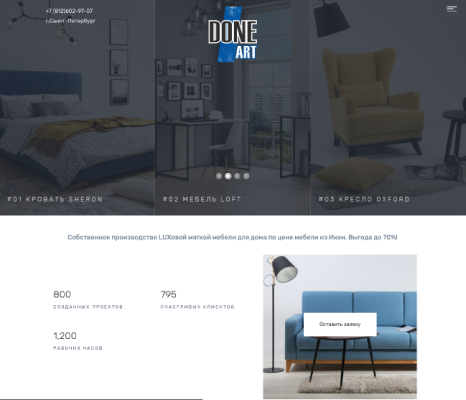 +7 (812)602-97-07
г.Санкт-Петербург
DONE
ART
#01 КРОВАТЬ SHERON
#02 МЕБЕЛЬ LOFT
#03 КРЕСЛО OXFORD
Собственное производство LUXовой мягкой мебели для дома по цене мебели из Икеи. Выгода до 70%!
800
СОЗДАННЫХ ПРОЕКТОВ
795
СЧАСТЛИВЫХ КЛИЕНТОВ
1,200
РАБОЧИХ ЧАСОВ
Оставить заявку